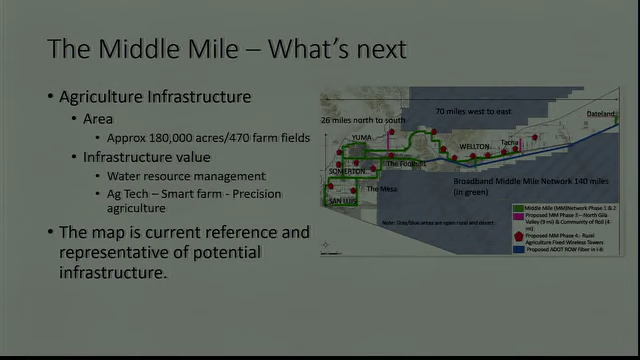 The Middle Mile – What's next
• Agriculture Infrastructure
• Area
• Approx 180,000 acres/470 farm fields
• Infrastructure value
• Water resource management
• Ag Tech – Smart farm - Precision
agriculture
• The map is current reference and
representative of potential
infrastructure.
70 miles west to east
26 miles north to south
Dateland
YUMA
Tacna
WELLTON
The Foothills
SOMERTON
The Mesa
SAN LUIS
Broadband Middle Mile Network 140 miles
(in green)
Note: Gray/blue areas are open rural and desert
Middle Mile (MM)Network Phase 1 & 2
Proposed MM Phase 3 – North Gila
Valley (9 mi) & Community of Roll (4
mi)
Proposed MM Phase 4- Rural
Agriculture Fixed Wireless Towers
Proposed ADOT ROW Fiber in I-8